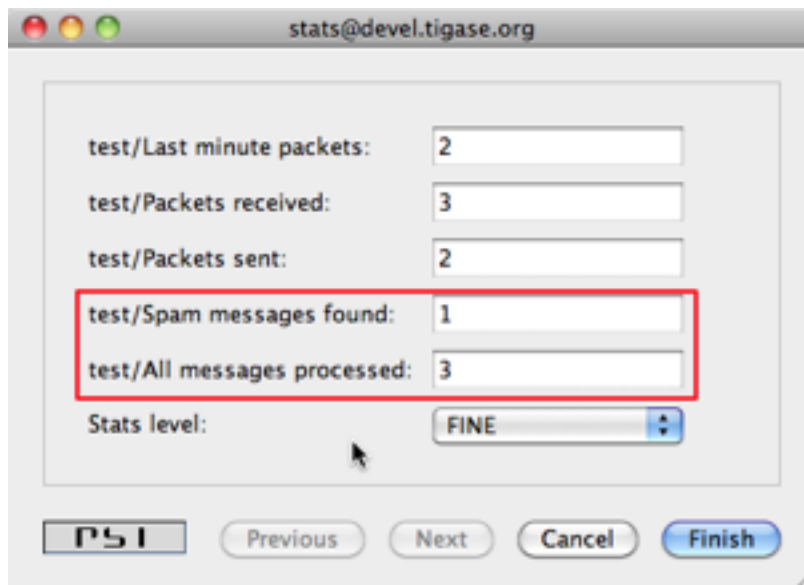 stats@devel.tigase.org
test/Last minute packets: 2
test/Packets received: 3
test/Packets sent: 2
test/Spam messages found: 1
test/All messages processed: 3
Stats level: FINE
PSI Previous Next Cancel Finish